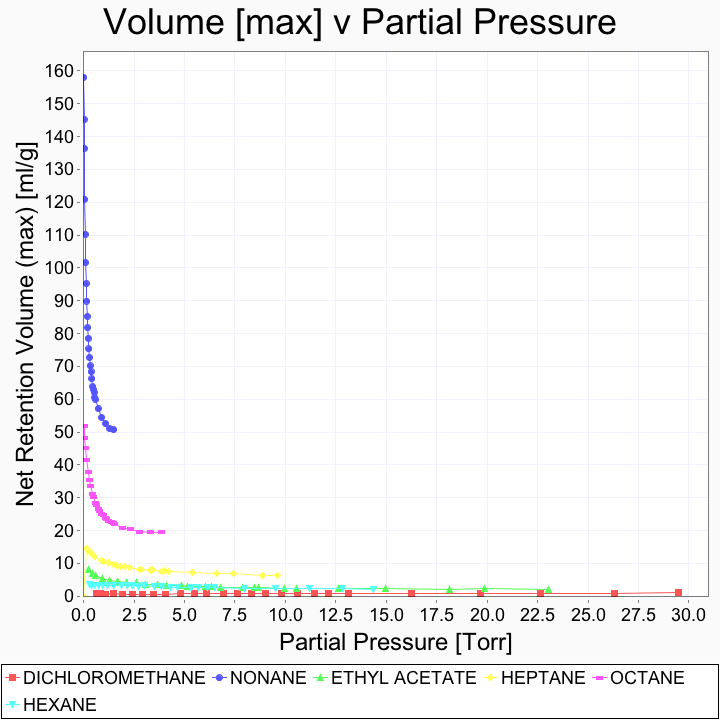 Volume [max] v Partial Pressure
Net Retention Volume (max) [ml/g]
160
150
140
130
120
110
100
90
80
70
60
50
40
30
20
10
0
0.0 2.5 5.0 7.5 10.0 12.5 15.0 17.5 20.0 22.5 25.0 27.5 30.0
Partial Pressure [Torr]
DICHLOROMETHANE NONANE ETHYL ACETATE HEPTANE OCTANE
HEXANE